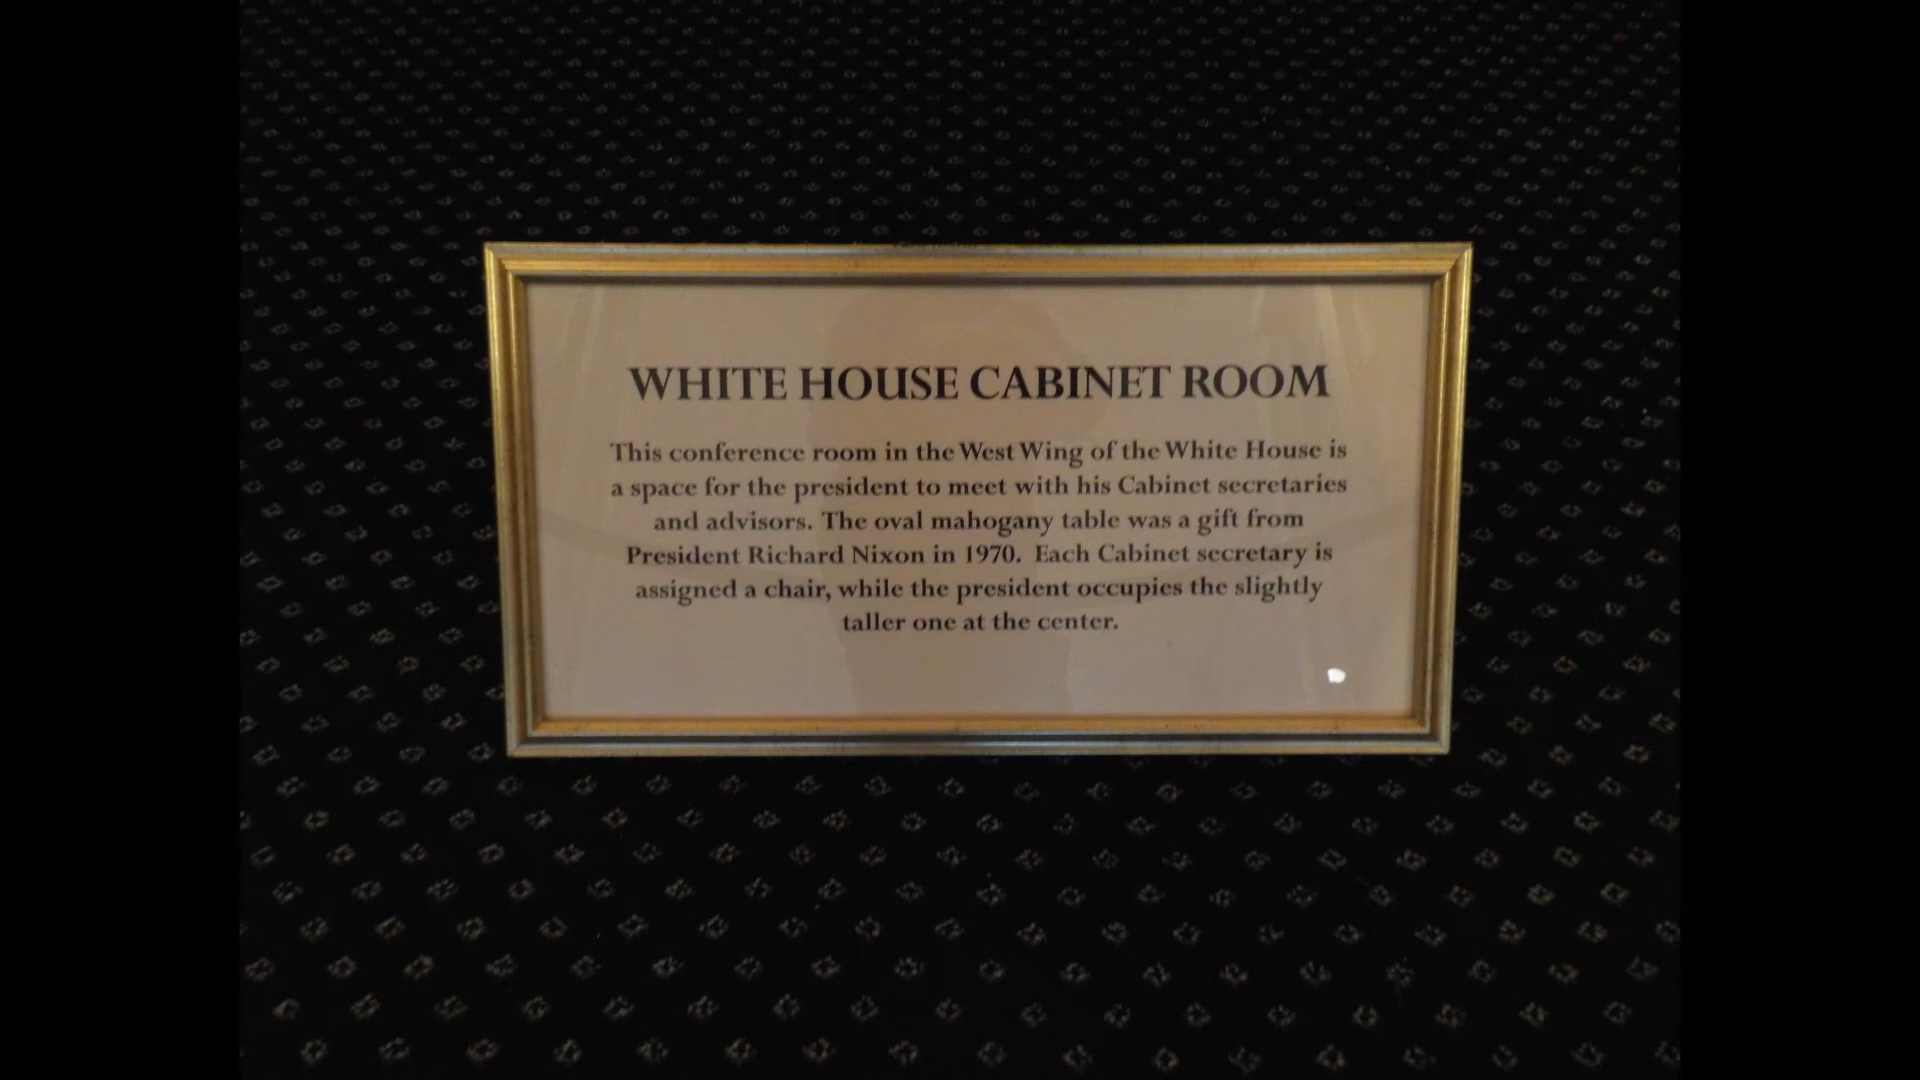 WHITE HOUSE CABINET ROOM
This conference room in the West Wing of the White House is
a space for the president to meet with his Cabinet secretaries
and advisors. The oval mahogany table was a gift from
President Richard Nixon in 1970. Each Cabinet secretary is
assigned a chair, while the president occupies the slightly
taller one at the center.